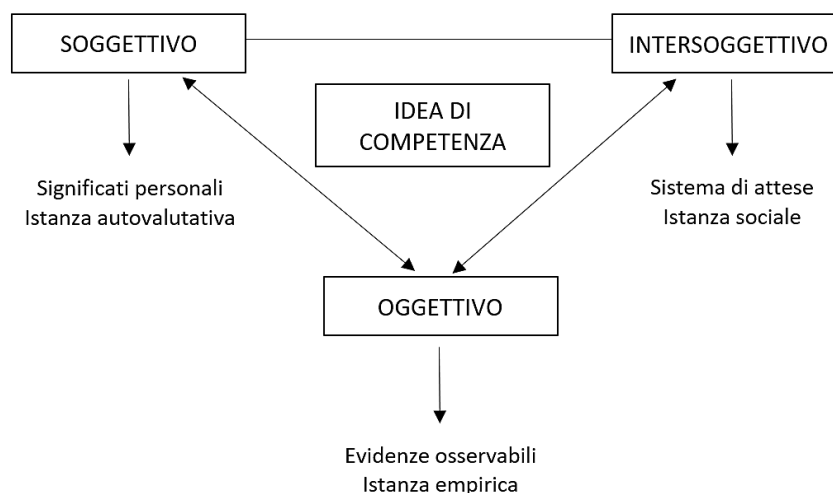 SOGGETTIVO
INTERSOGGETTIVO
IDEA DI
COMPETENZA
Significati personali
Istanza autovalutativa
Sistema di attese
Istanza sociale
OGGETTIVO
Evidenze osservabili
Istanza empirica